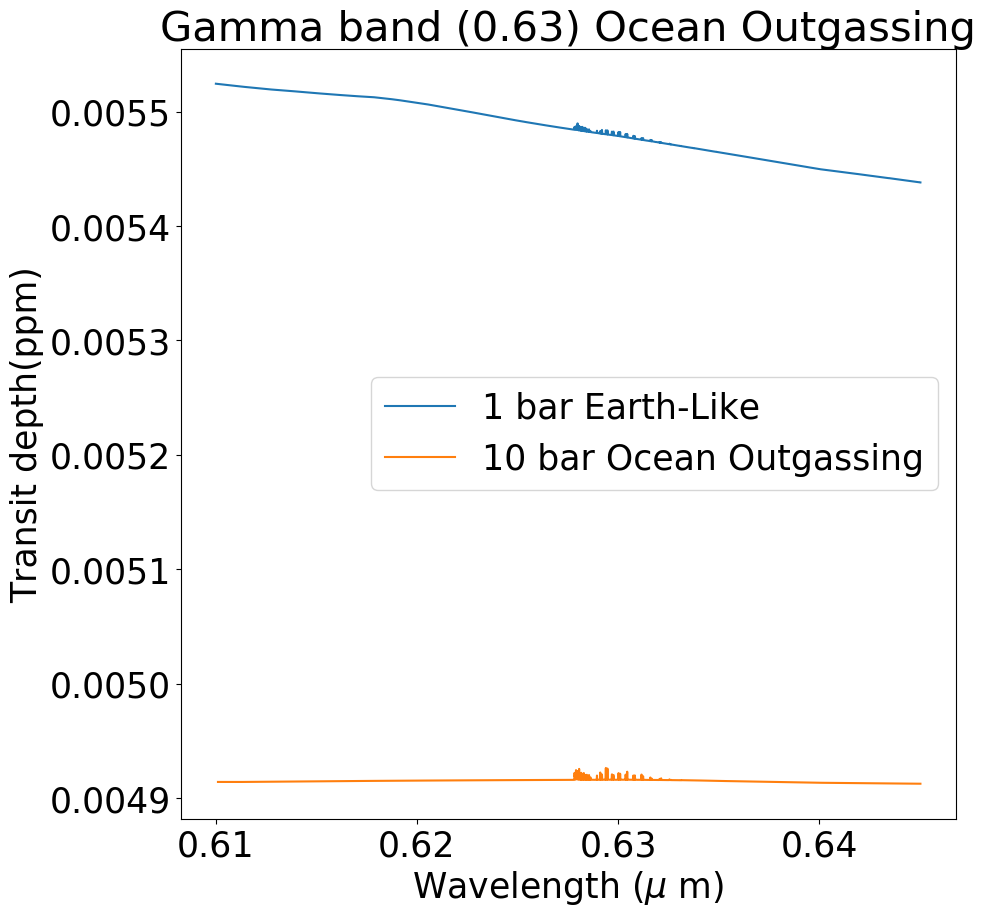 Gamma band (0.63) Ocean Outgassing
Transit depth(ppm)
0.0055
0.0054
0.0053
0.0052
0.0051
0.0050
0.0049
1 bar Earth-Like
10 bar Ocean Outgassing
0.61 0.62 0.63 0.64
Wavelength (μ m)